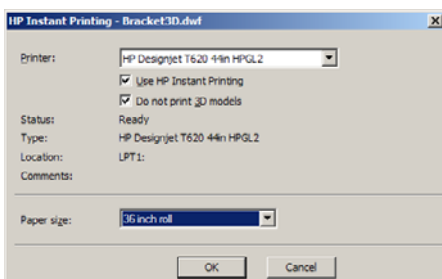 HP Instant Printing - Bracket3D.dwf
Printer: HP Designjet T620 44in HPGL2
Use HP Instant Printing
Do not print 3D models
Status: Ready
Type: HP Designjet T620 44in HPGL2
Location: LPT1:
Comments:
Paper size: 36 inch roll
OK Cancel